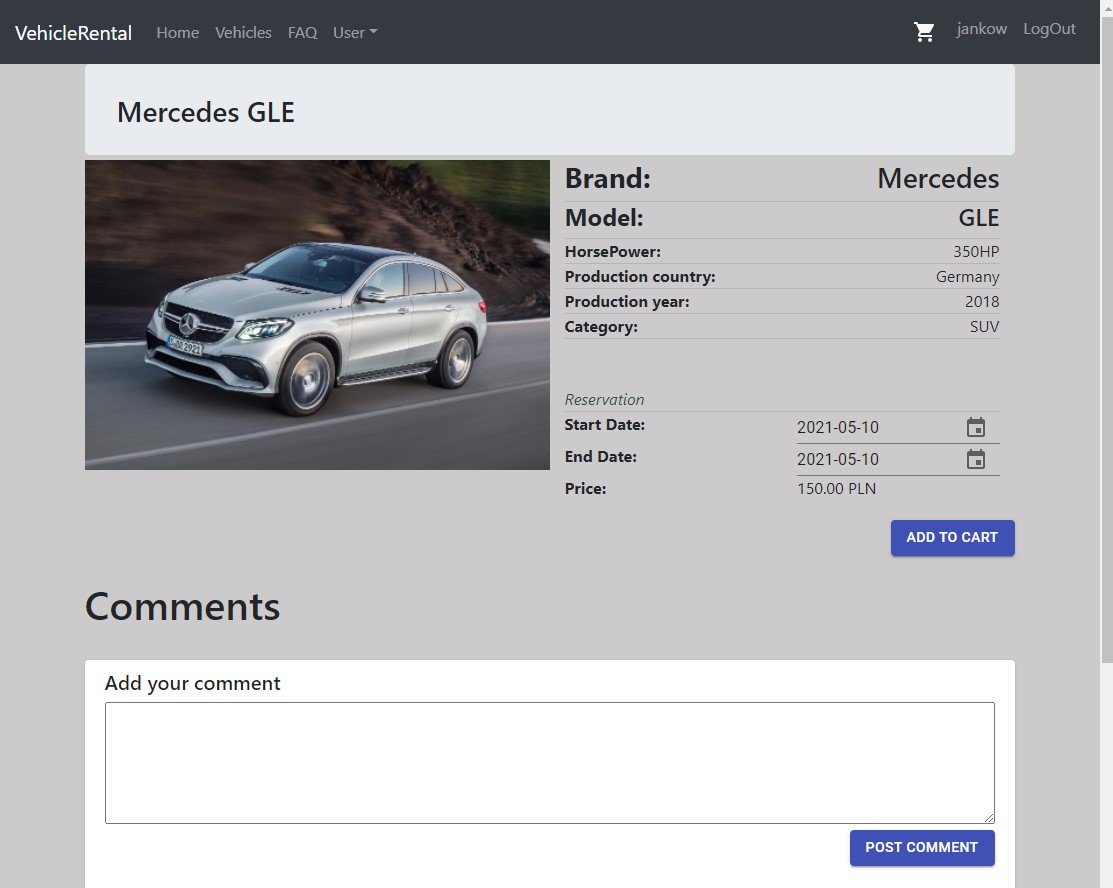 VehicleRental Home Vehicles FAQ User jankow LogOut
Mercedes GLE
Brand: Mercedes
Model: GLE
HorsePower: 350HP
Production country: Germany
Production year: 2018
Category: SUV
Reservation
Start Date: 2021-05-10
End Date: 2021-05-10
Price: 150.00 PLN
ADD TO CART
Comments
Add your comment
POST COMMENT